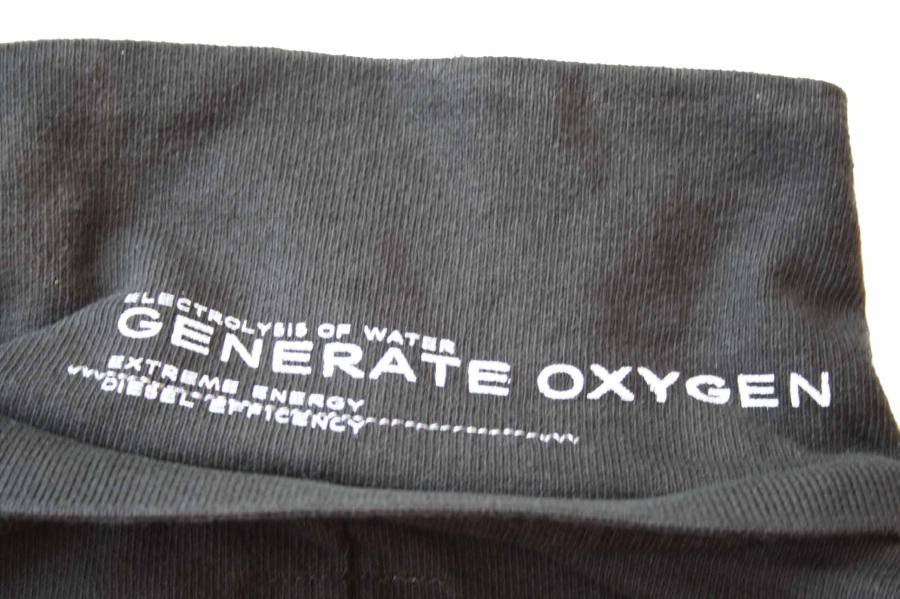 ELECTROLYSIS OF WATER
GENERATE OXYGEN
EXTREME ENERGY
DIESEL EFFICENCY